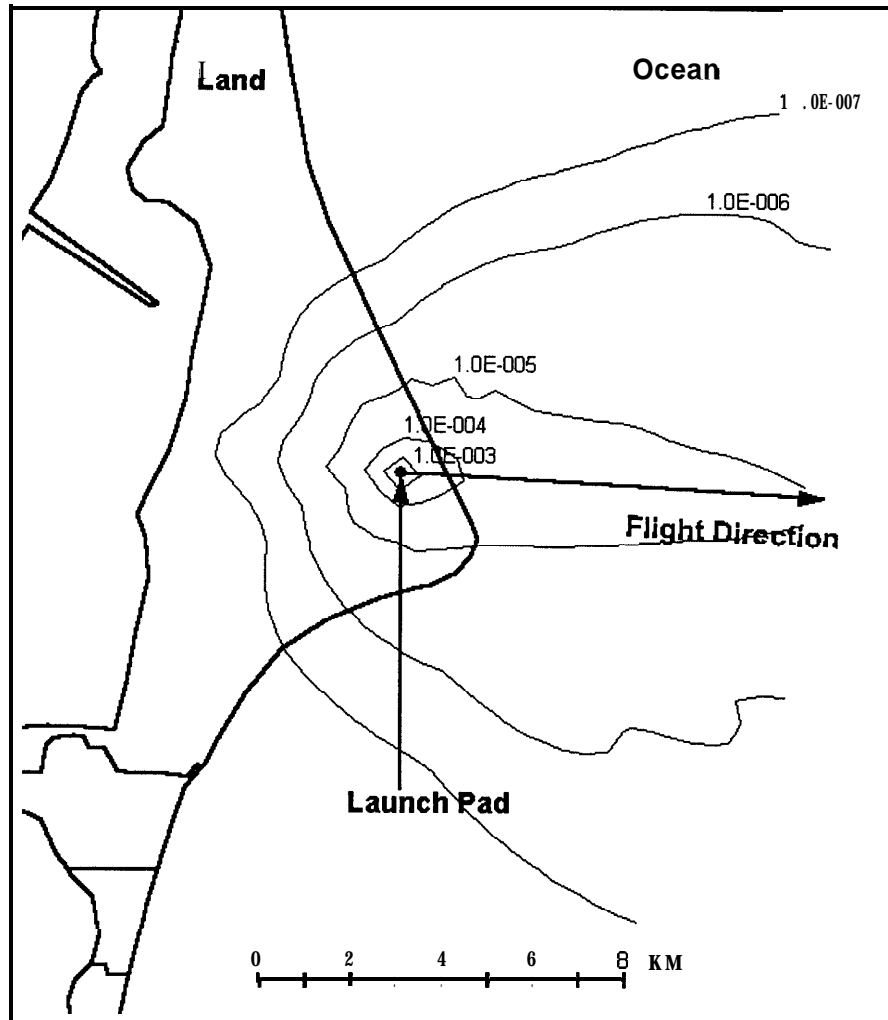 Land
Ocean
1 .0E-007
1.0E-006
1.0E-005
1.0E-004
1.0E-003
Flight Direction
Launch Pad
0 2 4 6 8 KM